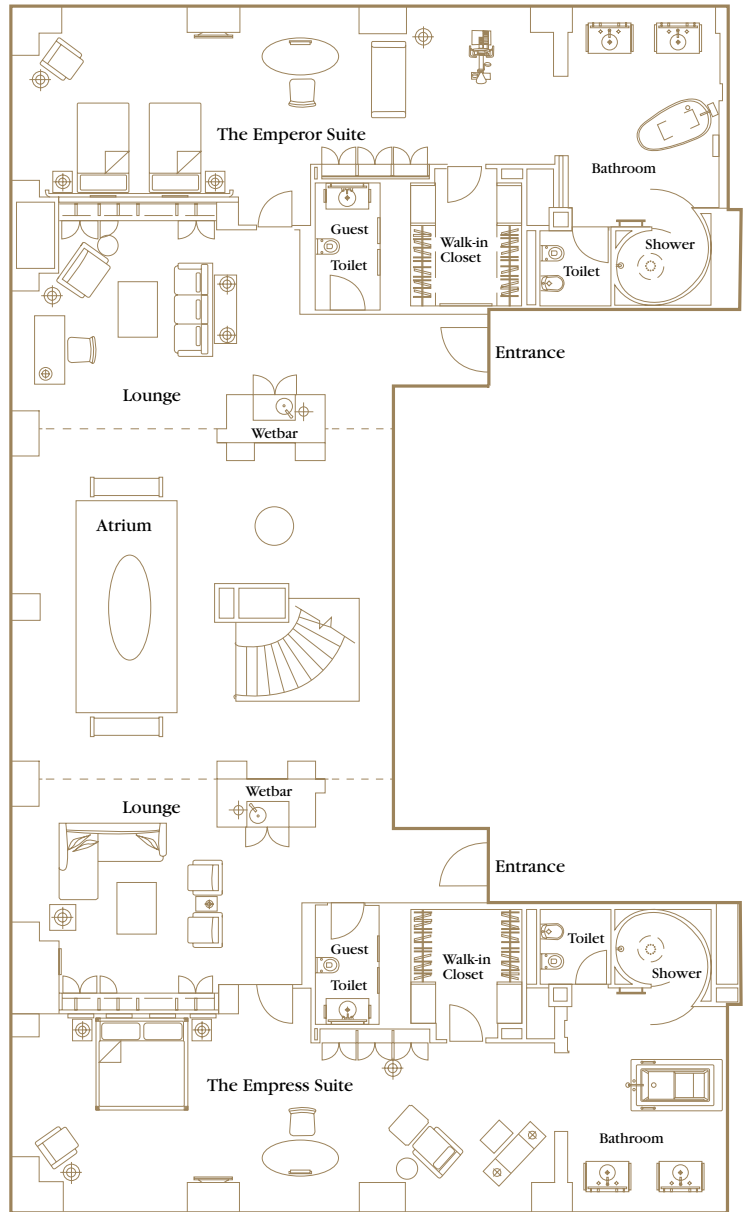 The Emperor Suite
Bathroom
Guest
Toilet
Walk-in
Closet
Toilet
Shower
Entrance
Lounge
Wetbar
Atrium
Wetbar
Lounge
Entrance
Guest
Toilet
Walk-in
Closet
Toilet
Shower
The Empress Suite
Bathroom